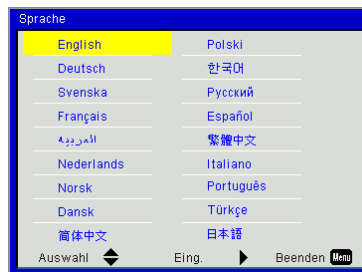 Sprache
English
Polski
Deutsch
한국어
Svenska
Русский
Français
Español
العربية
繁體中文
Nederlands
Italiano
Norsk
Português
Dansk
Türkçe
简体中文
日本語
Auswahl
Eing.
Beenden Menu